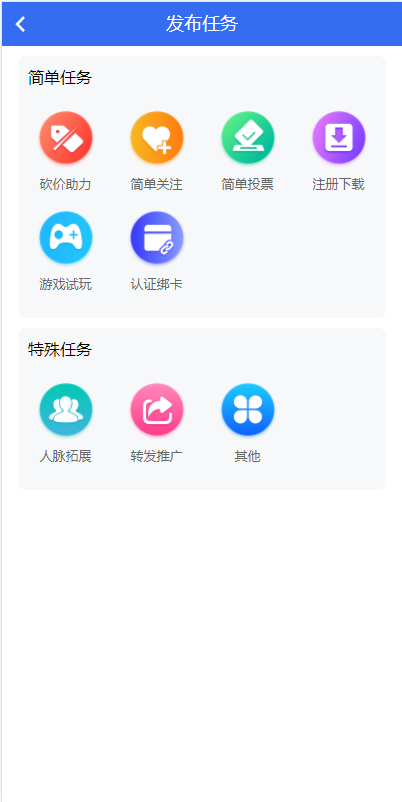 发布任务
简单任务
砍价助力 简单关注 简单投票 注册下载
游戏试玩 认证绑卡
特殊任务
人脉拓展 转发推广 其他